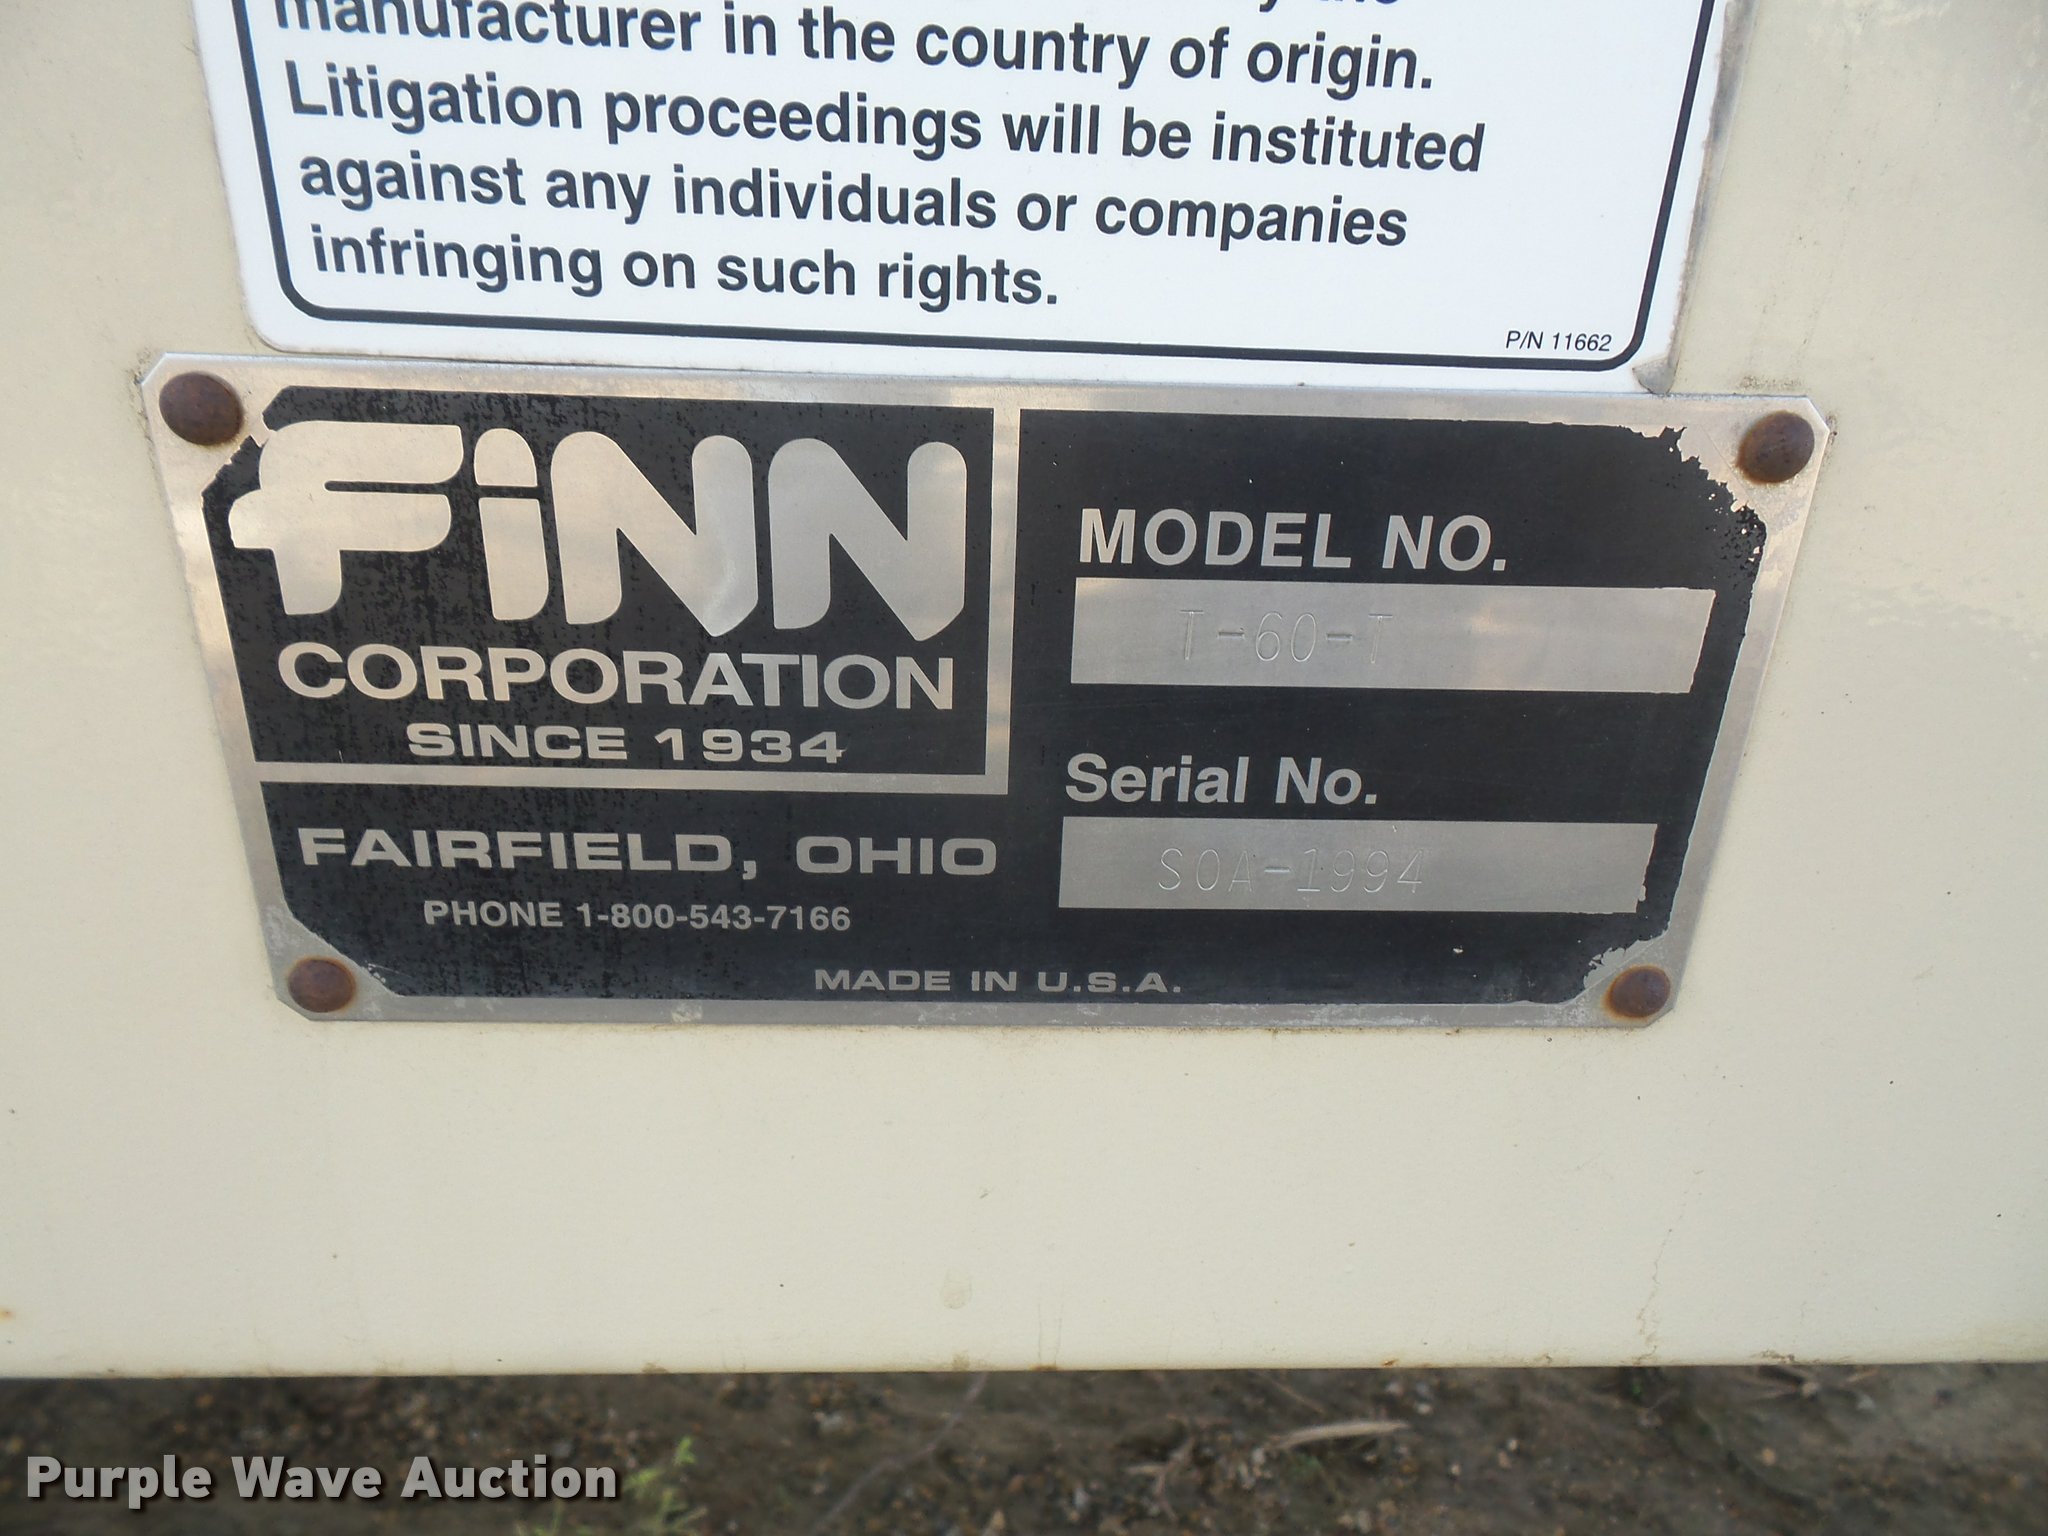 manufacturer in the country of origin.
Litigation proceedings will be instituted
against any individuals or companies
infringing on such rights.
P/N 11662
FiNN
CORPORATION
SINCE 1934
FAIRFIELD, OHIO
PHONE 1-800-543-7166
MODEL NO.
T-60-T
Serial No.
SOA-1994
MADE IN U.S.A.
Purple Wave Auction